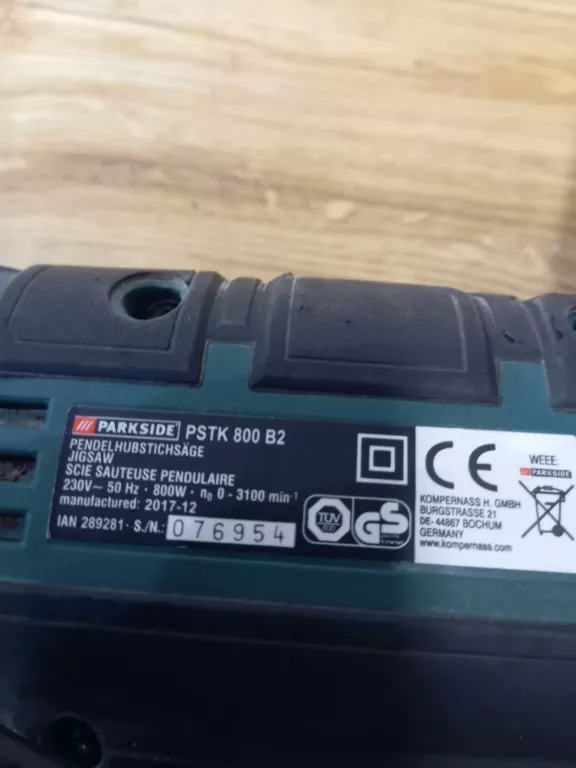 /// PARKSIDE PSTK 800 B2
PENDELHUBSTICHSÄGE
JIGSAW
SCIE SAUTEUSE PENDULAIRE
230V~ 50 Hz · 800W · n₀ 0 - 3100 min⁻¹
manufactured: 2017-12
IAN 289281 · S./N.: 076954
TÜV
GS
CE
KOMPERNASS H. GMBH
BURGSTRASSE 21
DE- 44867 BOCHUM
GERMANY
www.kompernass.com
WEEE:
/// PARKSIDE